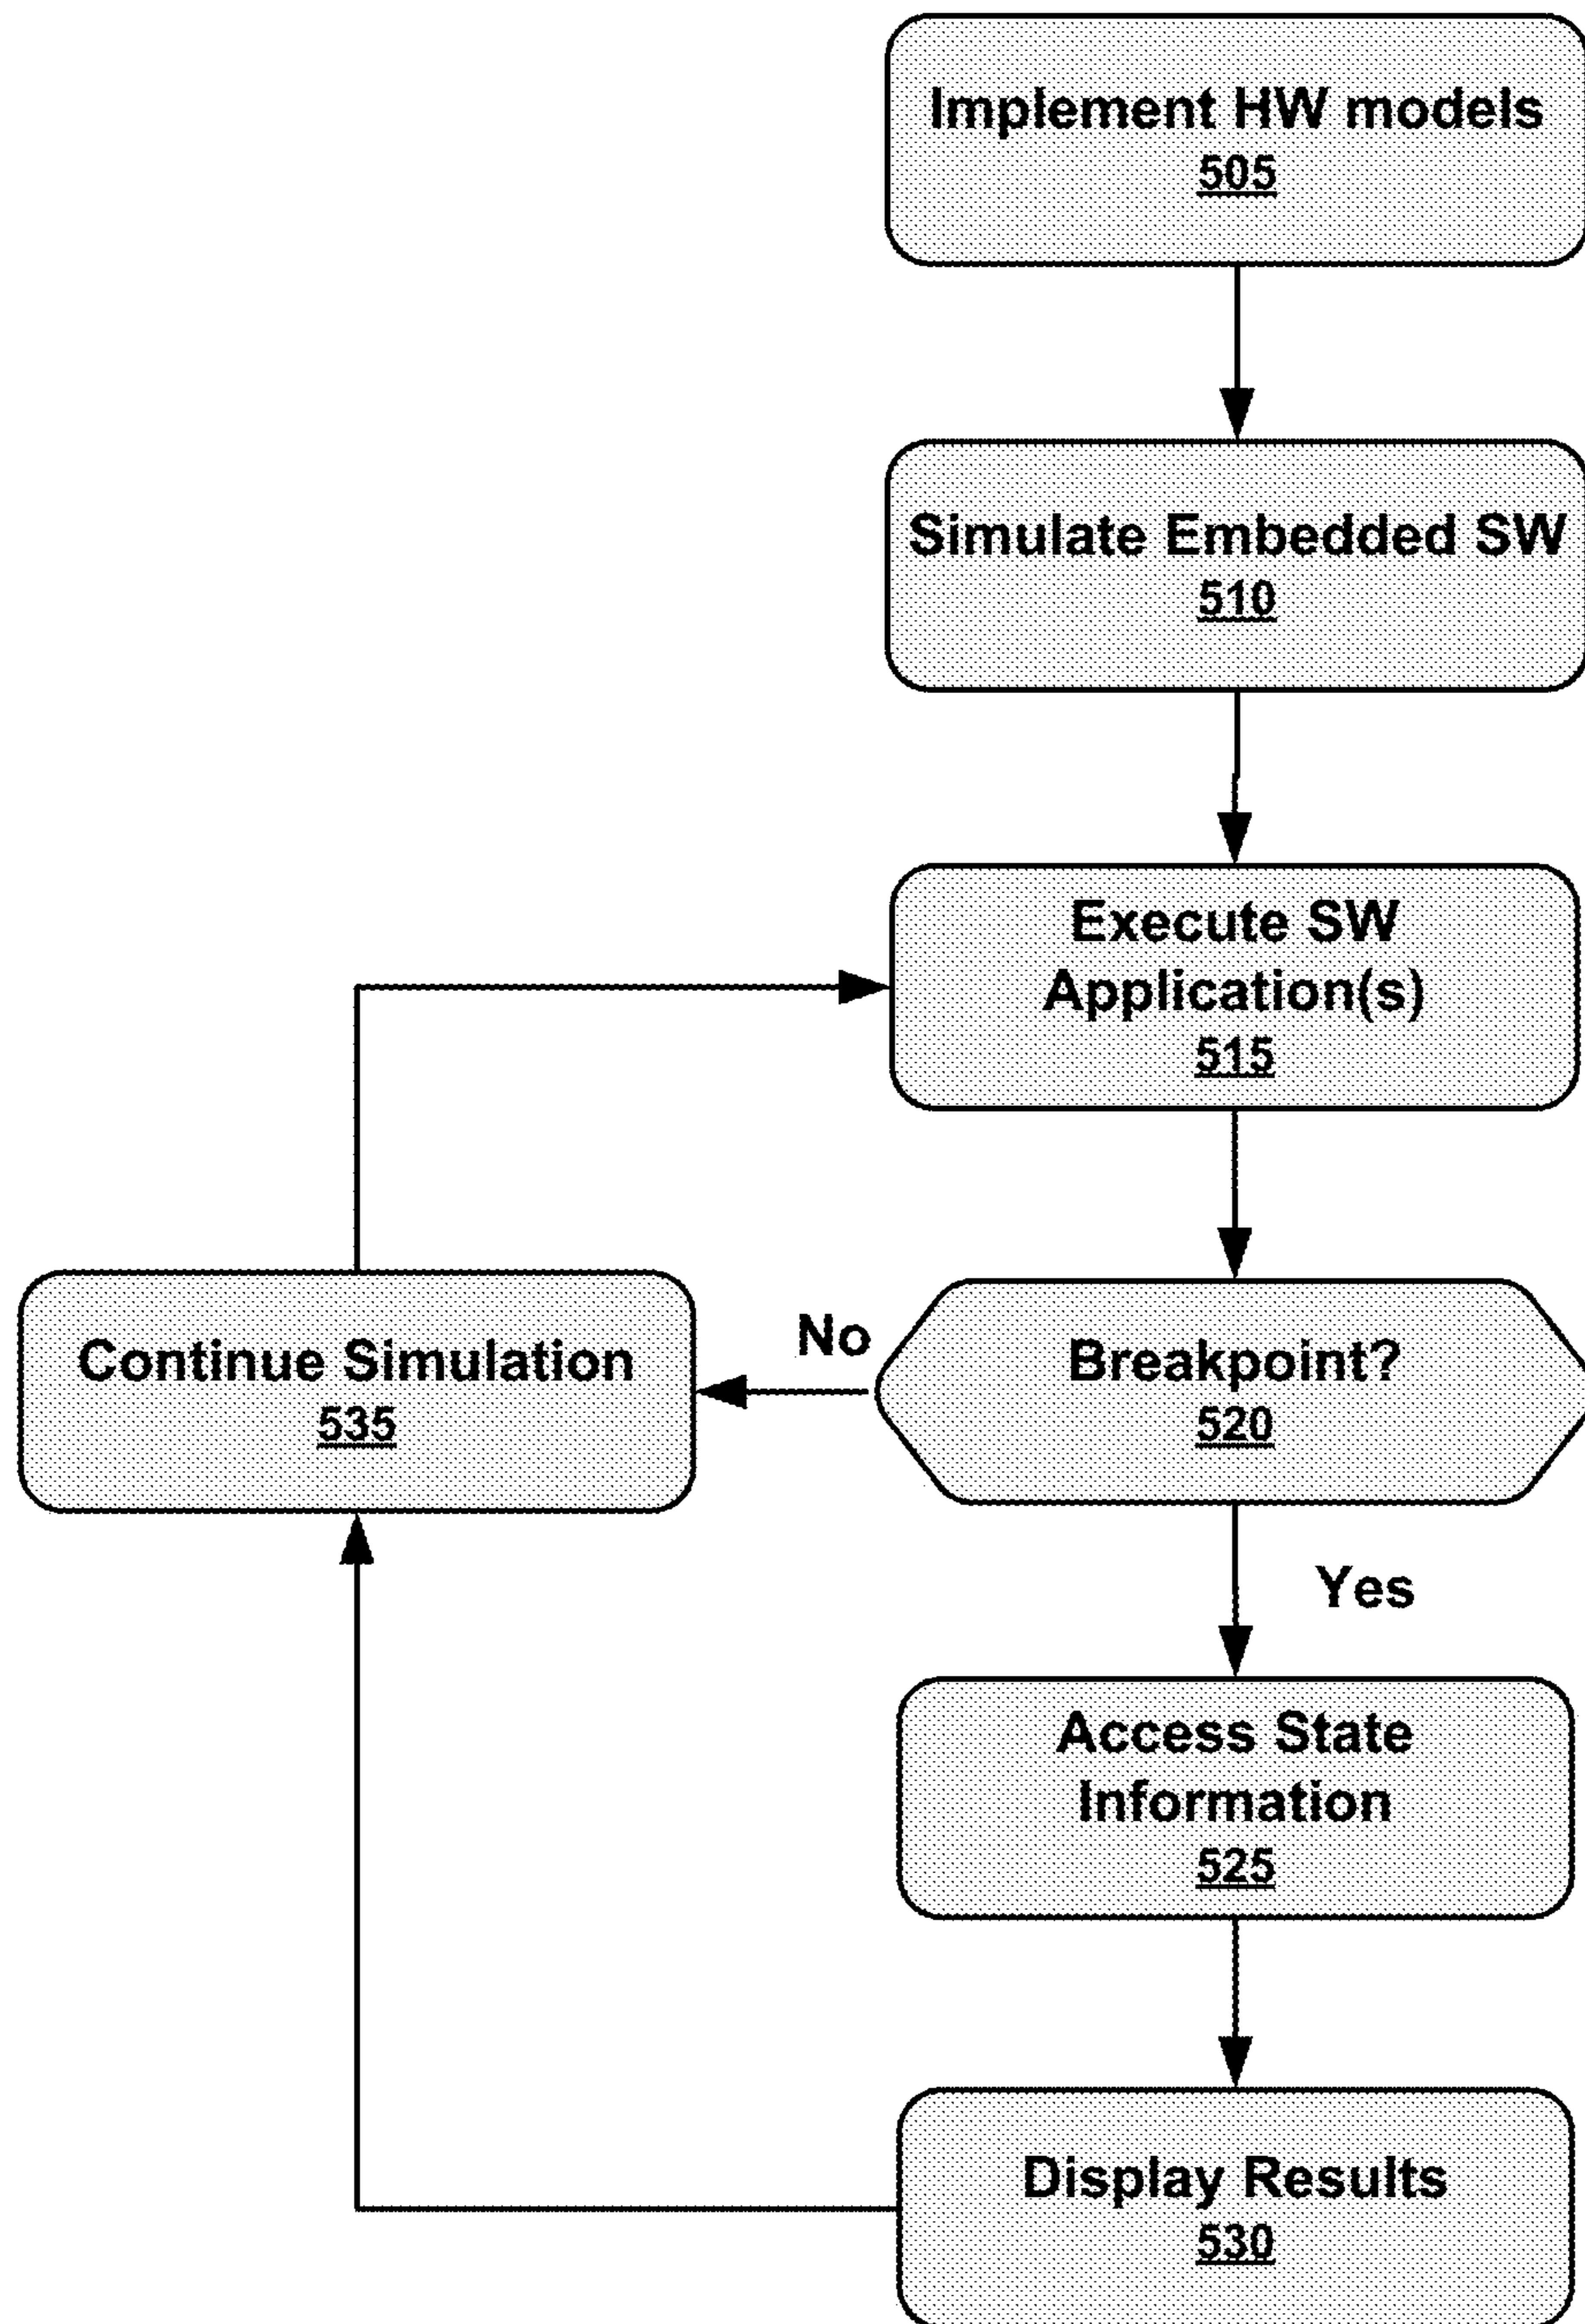 Implement HW models
505
Simulate Embedded SW
510
Execute SW
Application(s)
515
Continue Simulation
535
No
Breakpoint?
520
Yes
Access State
Information
525
Display Results
530